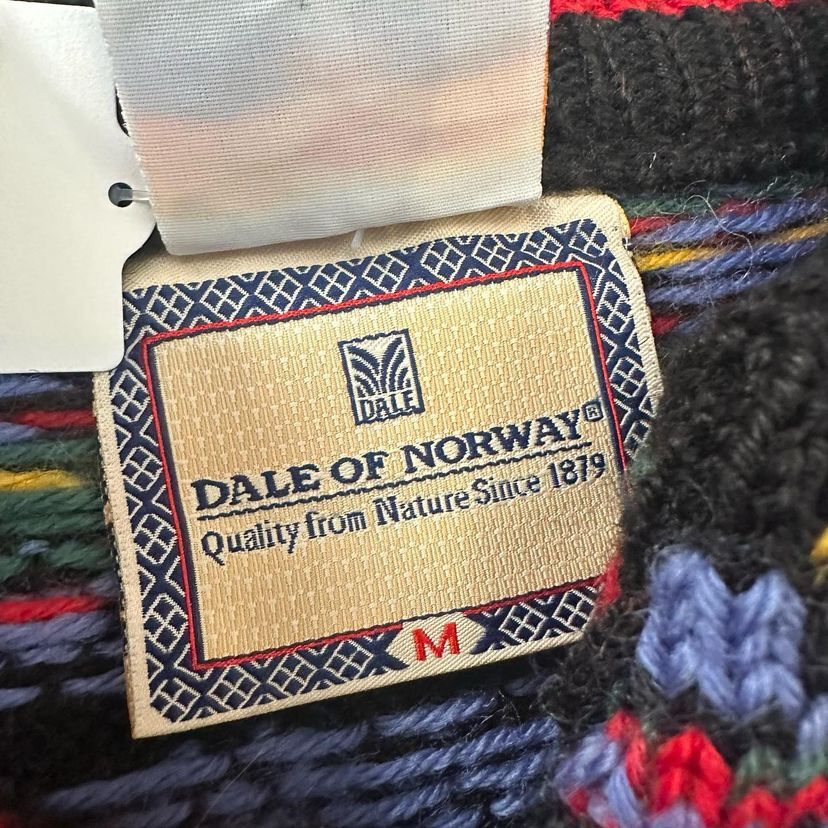 DALE
DALE OF NORWAY®
Quality from Nature Since 1879
M